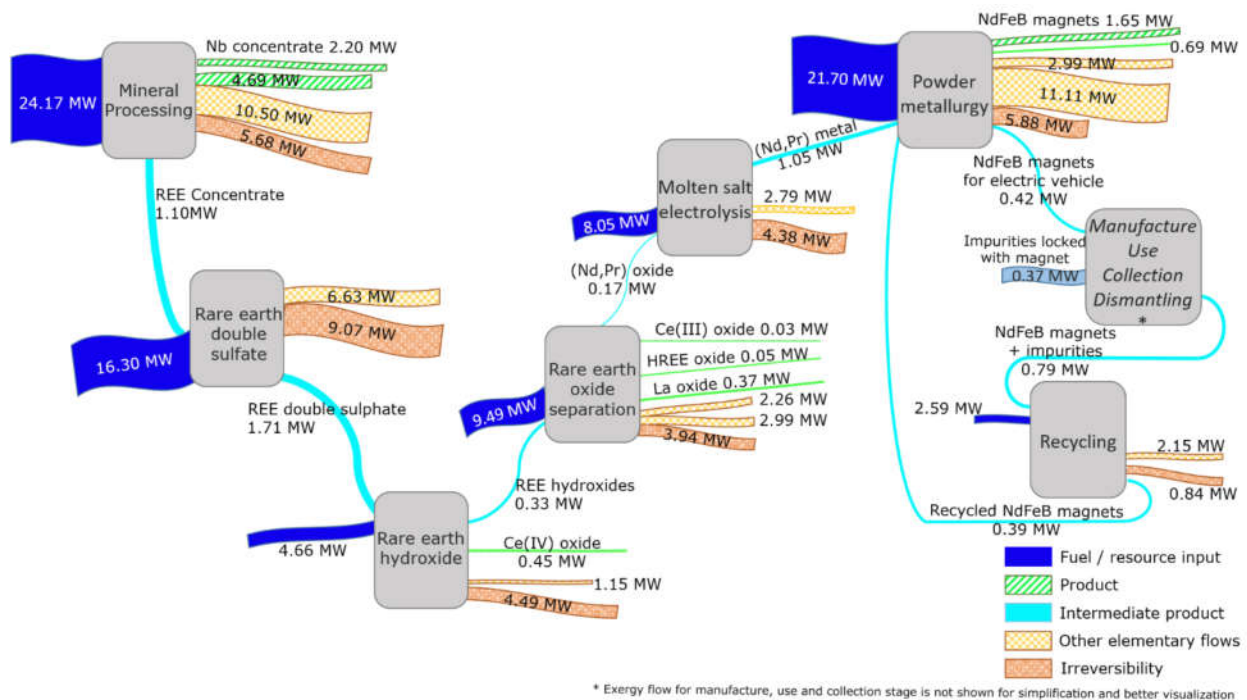 24.17 MW
Mineral
Processing
Nb concentrate 2.20 MW
4.69 MW
10.50 MW
5.68 MW
REE Concentrate
1.10MW
16.30 MW
Rare earth
double
sulfate
6.63 MW
9.07 MW
REE double sulphate
1.71 MW
4.66 MW
Rare earth
hydroxide
REE hydroxides
0.33 MW
Ce(IV) oxide
0.45 MW
1.15 MW
4.49 MW
9.49 MW
Rare earth
oxide
separation
(Nd,Pr) oxide
0.17 MW
Ce(III) oxide 0.03 MW
HREE oxide 0.05 MW
La oxide 0.37 MW
2.26 MW
2.99 MW
3.94 MW
8.05 MW
Molten salt
electrolysis
(Nd,Pr) metal
1.05 MW
2.79 MW
4.38 MW
21.70 MW
Powder
metallurgy
NdFeB magnets 1.65 MW
0.69 MW
2.99 MW
11.11 MW
5.88 MW
NdFeB magnets
for electric vehicle
0.42 MW
Impurities locked
with magnet
0.37 MW
Manufacture
Use
Collection
Dismantling
*
NdFeB magnets
+ impurities
0.79 MW
2.59 MW
Recycling
2.15 MW
0.84 MW
Recycled NdFeB magnets
0.39 MW
Fuel / resource input
Product
Intermediate product
Other elementary flows
Irreversibility
* Exergy flow for manufacture, use and collection stage is not shown for simplification and better visualization